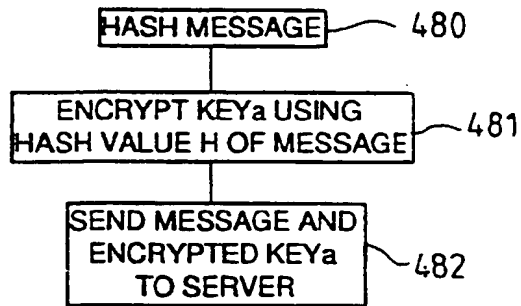 HASH MESSAGE
480
ENCRYPT KEYa USING
HASH VALUE H OF MESSAGE
481
SEND MESSAGE AND
ENCRYPTED KEYa
TO SERVER
482